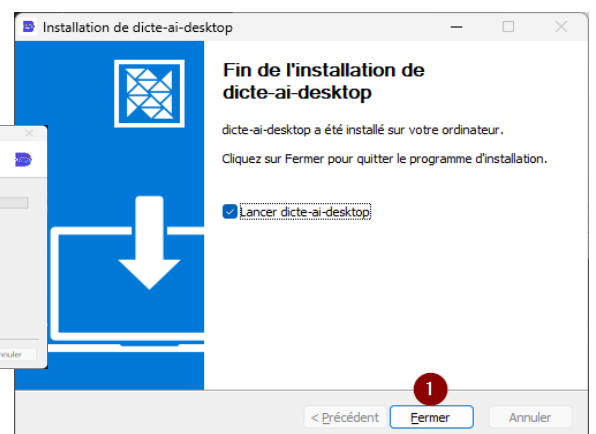 Installation de dicte-ai-desktop
Fin de l'installation de
dicte-ai-desktop
dicte-ai-desktop a été installé sur votre ordinateur.
Cliquez sur Fermer pour quitter le programme d'installation.
Lancer dicte-ai-desktop
1
< Précédent
Fermer
Annuler